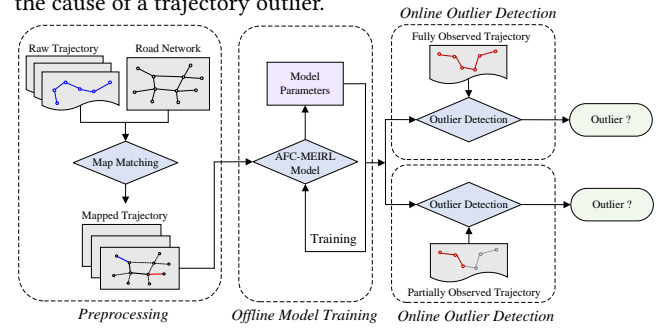 the cause of a trajectory outlier.
Online Outlier Detection
Raw Trajectory
Road Network
Map Matching
Mapped Trajectory
Preprocessing
Model
Parameters
AFC-MEIRL
Model
Training
Offline Model Training
Fully Observed Trajectory
Outlier Detection
Outlier ?
Outlier Detection
Outlier ?
Partially Observed Trajectory
Online Outlier Detection